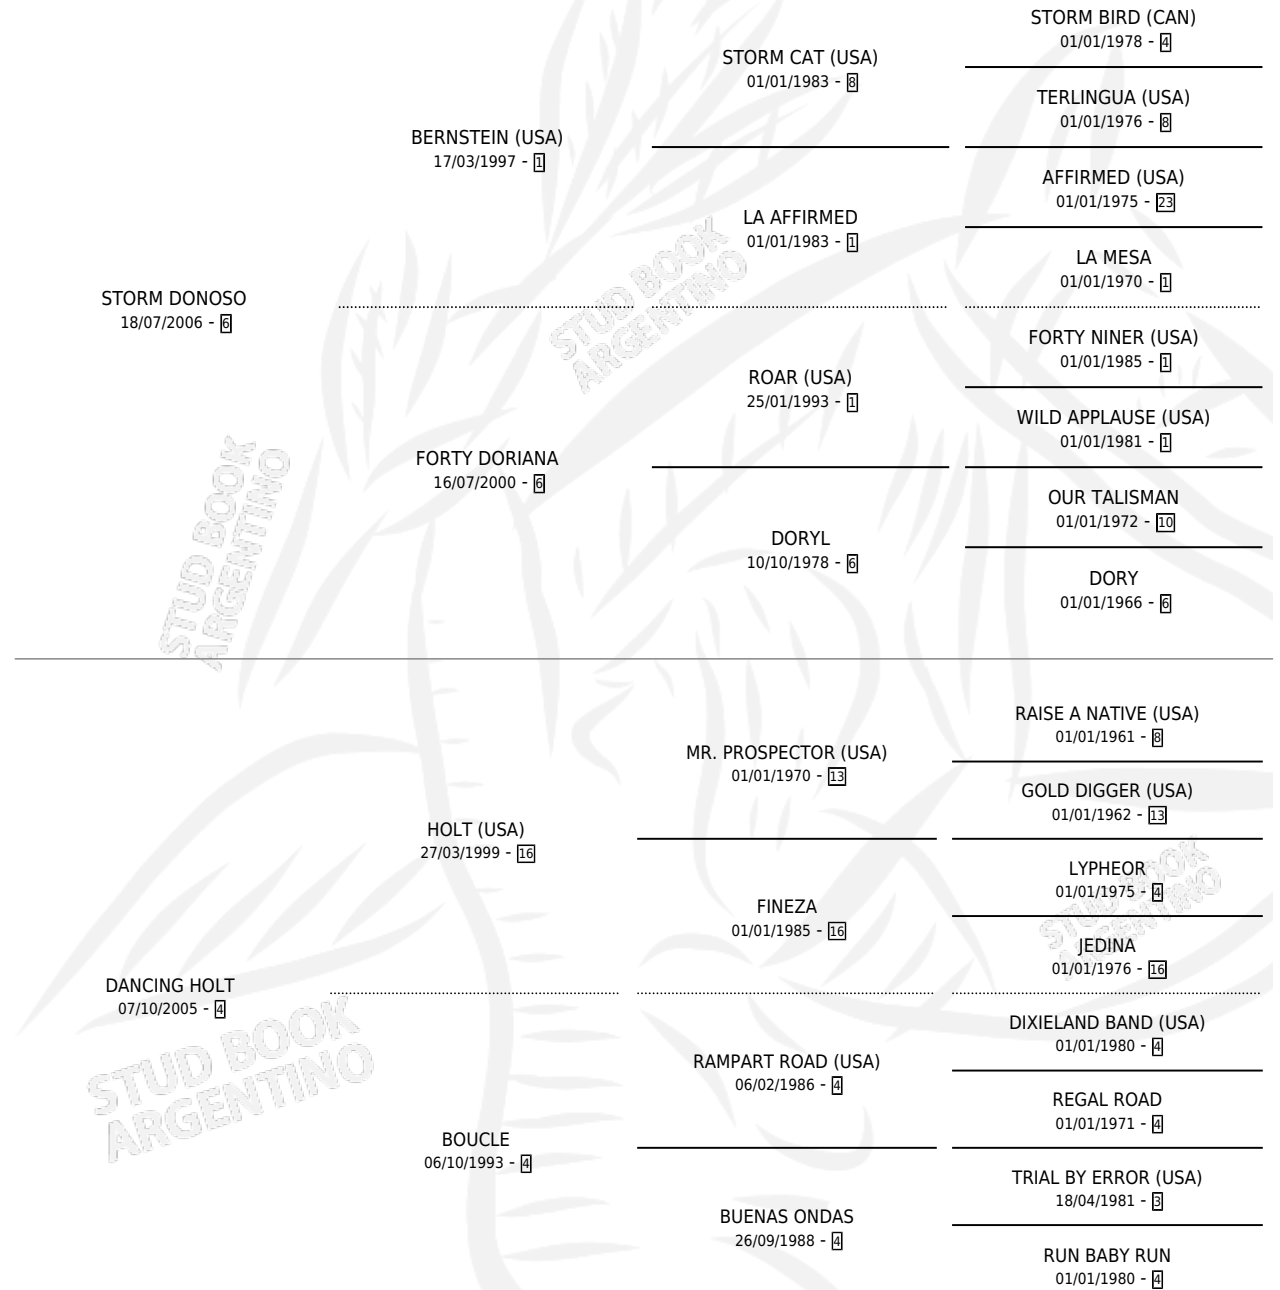 STORM BIRD (CAN)
01/01/1978 - 4
STORM CAT (USA)
01/01/1983 - 8
TERLINGUA (USA)
01/01/1976 - 8
BERNSTEIN (USA)
17/03/1997 - 1
AFFIRMED (USA)
01/01/1975 - 23
LA AFFIRMED
01/01/1983 - 1
LA MESA
01/01/1970 - 1
STORM DONOSO
18/07/2006 - 6
FORTY NINER (USA)
01/01/1985 - 1
ROAR (USA)
25/01/1993 - 1
WILD APPLAUSE (USA)
01/01/1981 - 1
FORTY DORIANA
16/07/2000 - 6
OUR TALISMAN
01/01/1972 - 10
DORYL
10/10/1978 - 6
DORY
01/01/1966 - 6
STUD BOOK
ARGENTINO
STUD BOOK
ARGENTINO
RAISE A NATIVE (USA)
01/01/1961 - 8
MR. PROSPECTOR (USA)
01/01/1970 - 13
GOLD DIGGER (USA)
01/01/1962 - 13
HOLT (USA)
27/03/1999 - 16
LYPHEOR
01/01/1975 - 4
FINEZA
01/01/1985 - 16
JEDINA
01/01/1976 - 16
DANCING HOLT
07/10/2005 - 4
DIXIELAND BAND (USA)
01/01/1980 - 4
RAMPART ROAD (USA)
06/02/1986 - 4
REGAL ROAD
01/01/1971 - 4
BOUCLE
06/10/1993 - 4
TRIAL BY ERROR (USA)
18/04/1981 - 3
BUENAS ONDAS
26/09/1988 - 4
RUN BABY RUN
01/01/1980 - 4
STUD BOOK
ARGENTINO
STUD BOOK
ARGENTINO